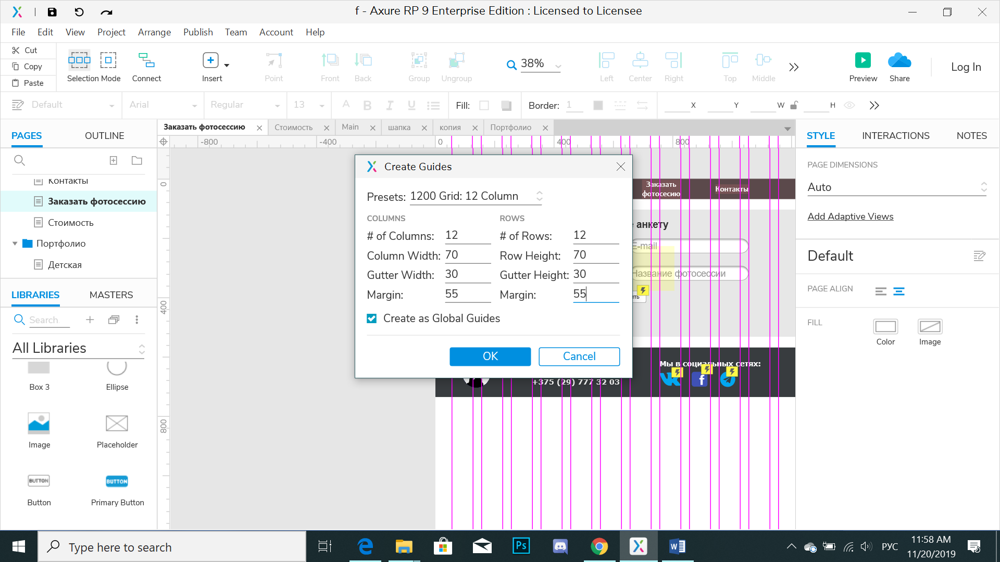 f - Axure RP 9 Enterprise Edition : Licensed to Licensee
File Edit View Project Arrange Publish Team Account Help
Cut
Copy
Paste
Selection Mode Connect Insert Point Front Back 38% Group Ungroup Left Center Right Top Middle Preview Share Log In
Default Arial Regular 13 A B I U Fill: Border: 1 X Y W H
PAGES OUTLINE
Заказать фотосессию Стоимость Main шапка копия Портфолио
STYLE INTERACTIONS NOTES
-800 -400 0 400 800
Контакты
Заказать фотосессию
Стоимость
Портфолио
Детская
LIBRARIES MASTERS
Search
All Libraries
Box 3 Ellipse
Image Placeholder
BUTTON BUTTON
Button Primary Button
0
400
800
Create Guides
Presets: 1200 Grid: 12 Column
COLUMNS ROWS
# of Columns: 12 # of Rows: 12
Column Width: 70 Row Height: 70
Gutter Width: 30 Gutter Height: 30
Margin: 55 Margin: 55
Create as Global Guides
OK Cancel
Заказать
фотосесию
Контакты
анкету
E-mail
Название фотосессии
ть
Мы в социальных сетях:
+375 (29) 777 32 03
PAGE DIMENSIONS
Auto
Add Adaptive Views
Default
PAGE ALIGN
FILL
Color Image
Type here to search
Ps
РУС
11:58 AM
11/20/2019